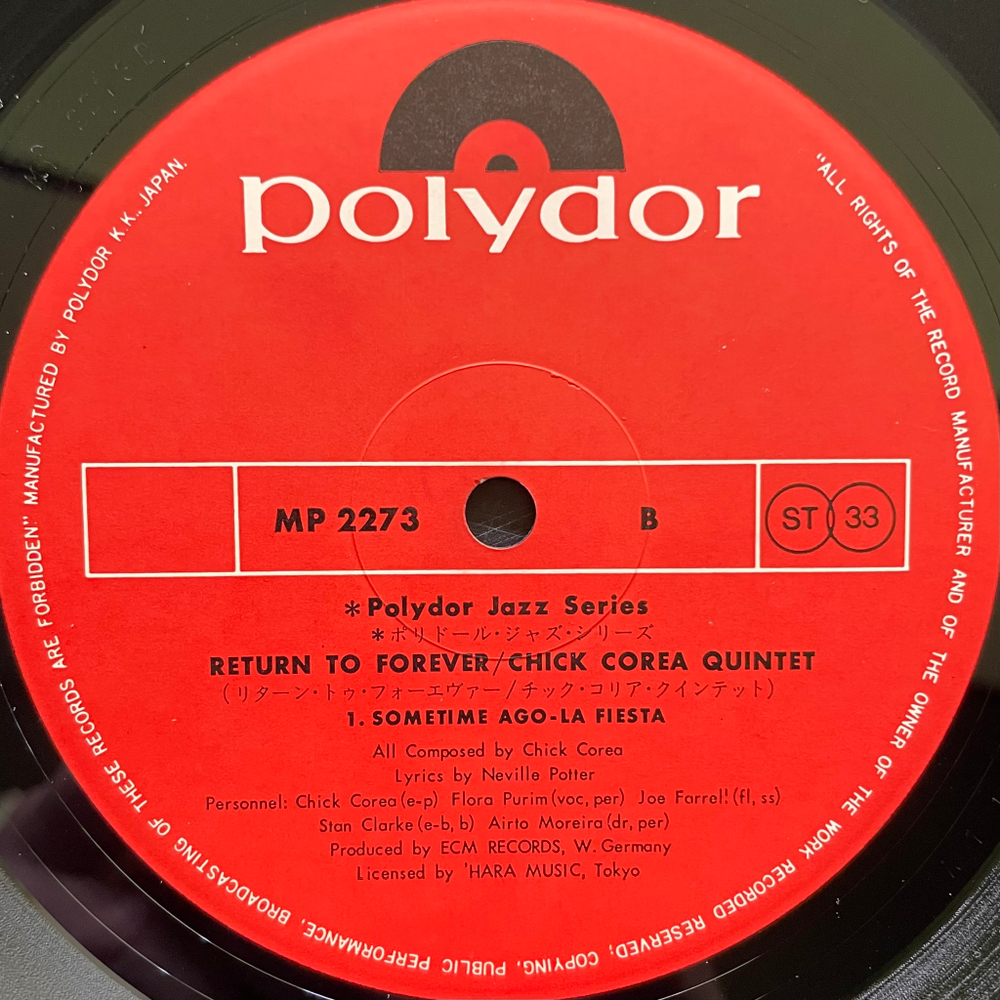 polydor
MP 2273
B
ST 33
*Polydor Jazz Series
*ポリドール・ジャズ・シリーズ
RETURN TO FOREVER/CHICK COREA QUINTET
(リターン・トゥ・フォーエヴァー/チック・コリア・クインテット)
1. SOMETIME AGO-LA FIESTA
All Composed by Chick Corea
Lyrics by Neville Potter
Personnel: Chick Corea (e-p) Flora Purim (voc, per) Joe Farrell (fl, ss)
Stan Clarke (e-b, b) Airto Moreira (dr, per)
Produced by ECM RECORDS, W. Germany
Licensed by 'HARA MUSIC, Tokyo
"ALL RIGHTS OF THE RECORD MANUFACTURER AND OF THE OWNER OF THE WORK RECORDED RESERVED; COPYING, PUBLIC PERFORMANCE, BROADCASTING OF THESE RECORDS ARE FORBIDDEN" MANUFACTURED BY POLYDOR K.K., JAPAN.